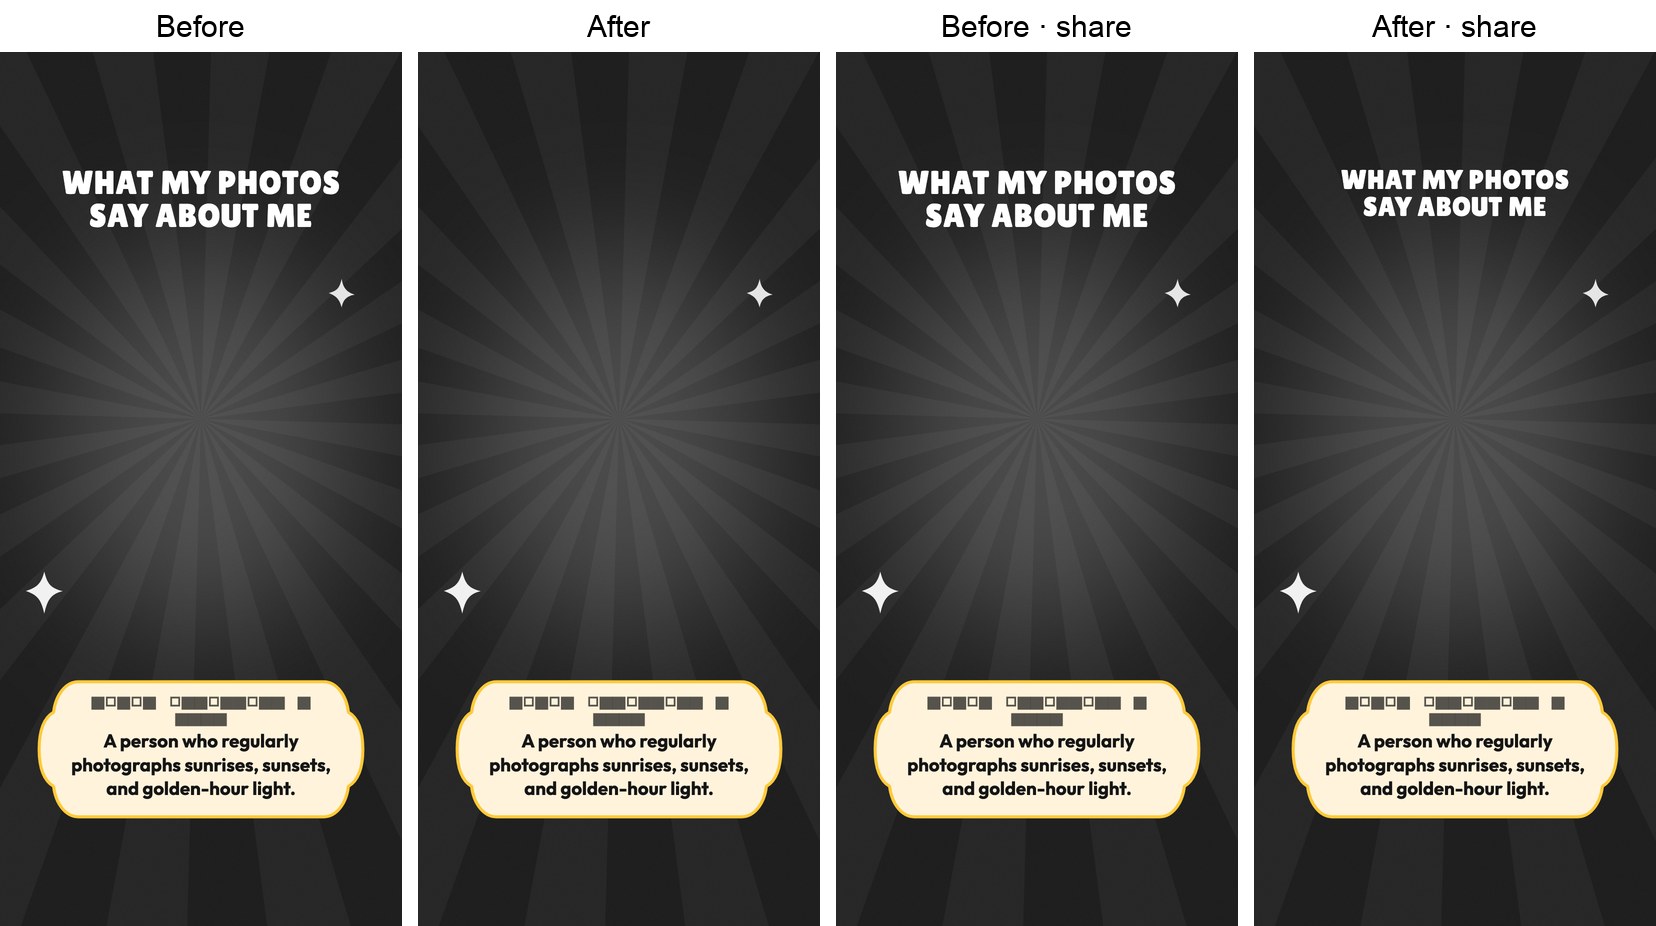 Before
After
Before · share
After · share
WHAT MY PHOTOS
SAY ABOUT ME
WHAT MY PHOTOS
SAY ABOUT ME
WHAT MY PHOTOS
SAY ABOUT ME
A person who regularly
photographs sunrises, sunsets,
and golden-hour light.
A person who regularly
photographs sunrises, sunsets,
and golden-hour light.
A person who regularly
photographs sunrises, sunsets,
and golden-hour light.
A person who regularly
photographs sunrises, sunsets,
and golden-hour light.